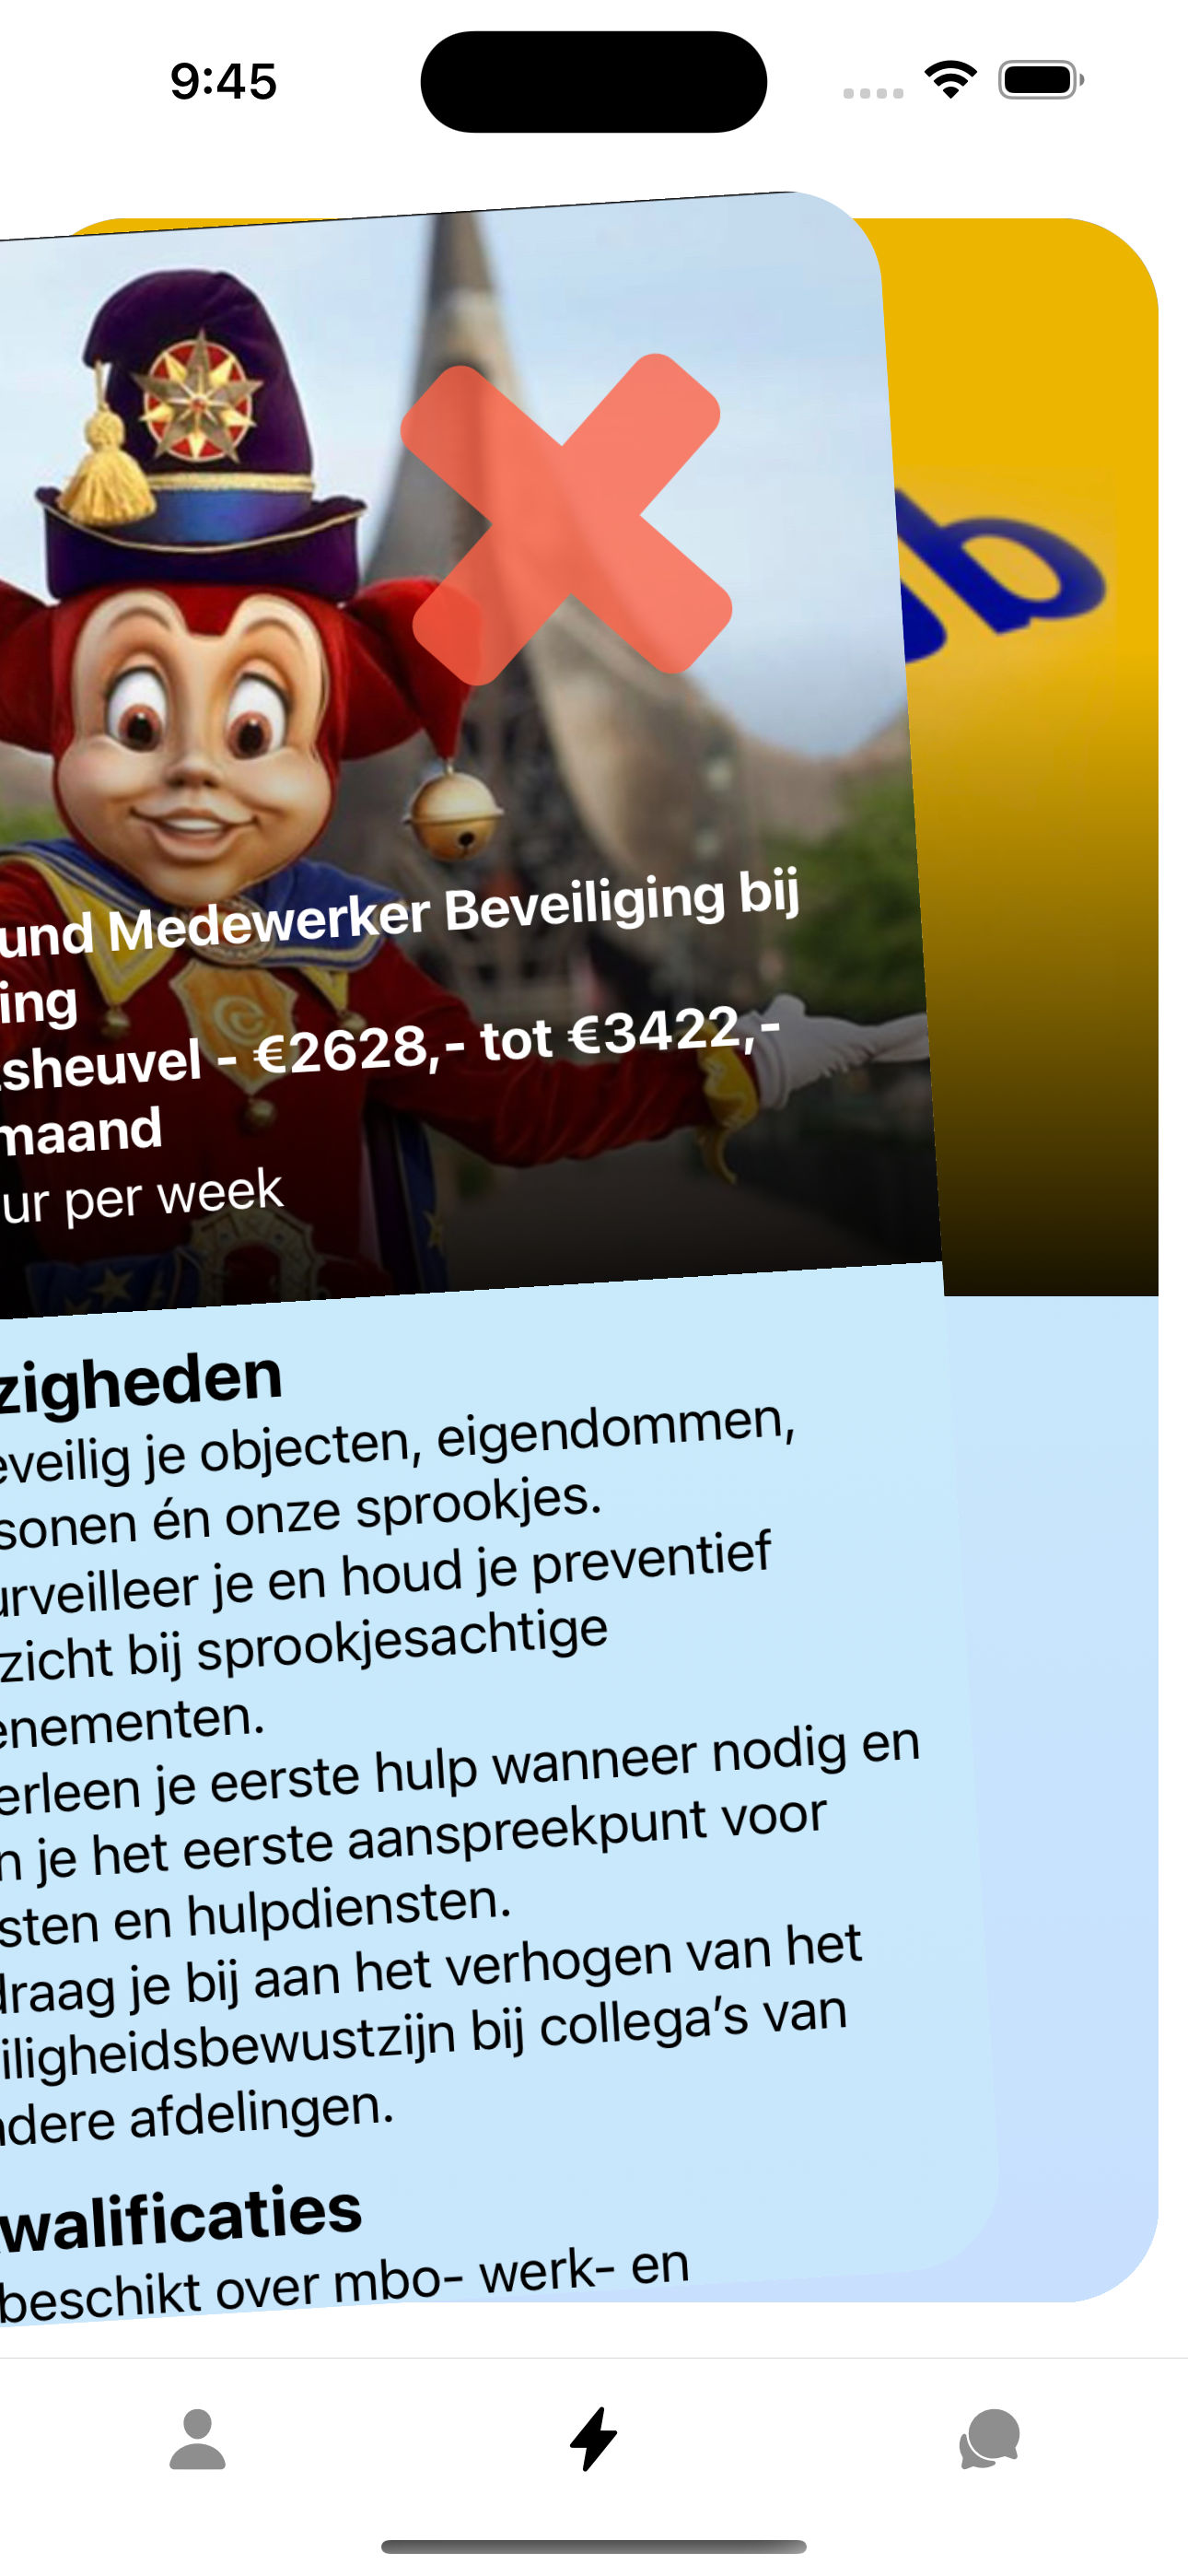 9:45
und Medewerker Beveiliging bij
ing
sheuvel - €2628,- tot €3422,-
maand
ur per week
zigheden
eveilig je objecten, eigendommen,
sonen én onze sprookjes.
urveilleer je en houd je preventief
zicht bij sprookjesachtige
enementen.
erleen je eerste hulp wanneer nodig en
n je het eerste aanspreekpunt voor
sten en hulpdiensten.
draag je bij aan het verhogen van het
iligheidsbewustzijn bij collega's van
ndere afdelingen.
walificaties
beschikt over mbo- werk- en